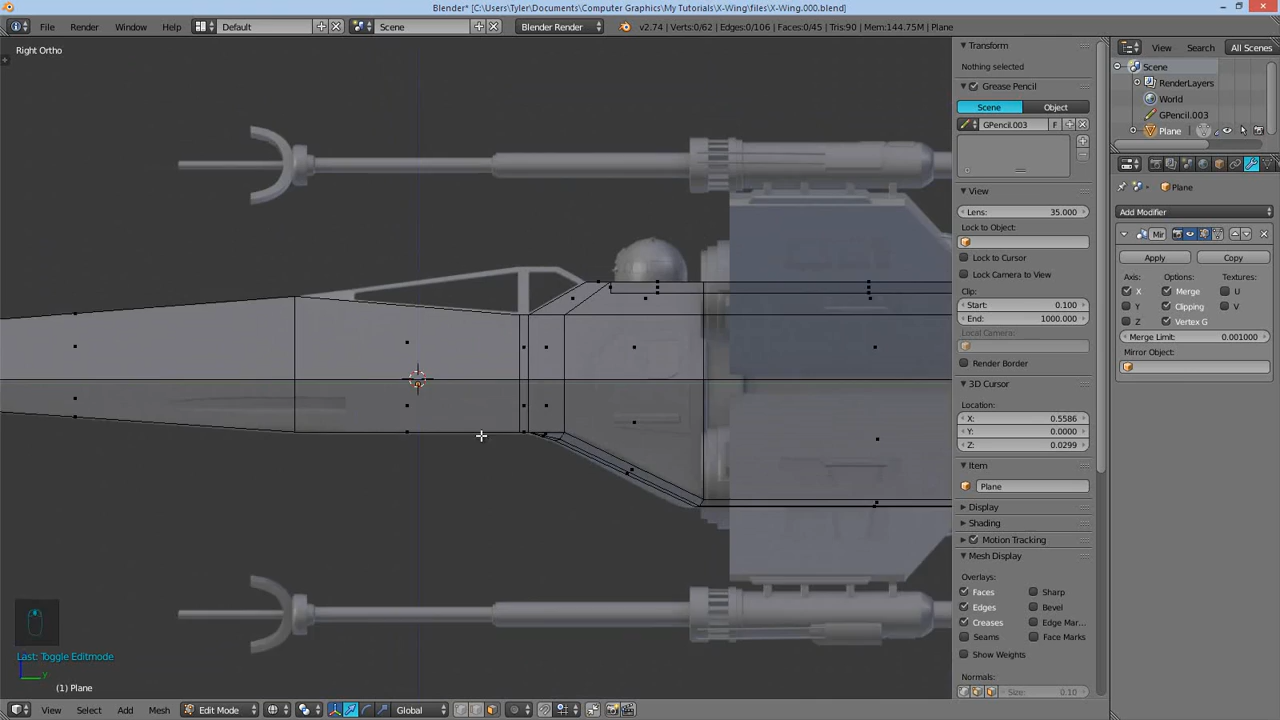 Blender* [C:\Users\Tyler\Documents\Computer Graphics\My Tutorials\X-Wing\files\X-Wing.000.blend]
File Render Window Help Default Scene Blender Render v2.74 | Verts:0/62 | Edges:0/106 | Faces:0/45 | Tris:90 | Mem:144.75M | Plane
Right Ortho
Transform
Nothing selected
Grease Pencil
Scene Object
GPencil.003 F
View
Lens: 35.000
Lock to Object:
Lock to Cursor
Lock Camera to View
Clip:
Start: 0.100
End: 1000.000
Local Camera:
Render Border
3D Cursor
Location:
X: 0.5586
Y: 0.0000
Z: 0.0299
Item
Plane
Display
Shading
Motion Tracking
Mesh Display
Overlays:
Faces Sharp
Edges Bevel
Creases Edge Mar...
Seams Face Marks
Show Weights
Normals:
Size: 0.10
View Search All Scenes
Scene
RenderLayers
World
GPencil.003
Plane
Plane
Add Modifier
Mir
Apply Copy
Axis: Options: Textures:
X Merge U
Y Clipping V
Z Vertex G
Merge Limit: 0.001000
Mirror Object:
Last: Toggle Editmode
z
y
(1) Plane
View Select Add Mesh Edit Mode Global